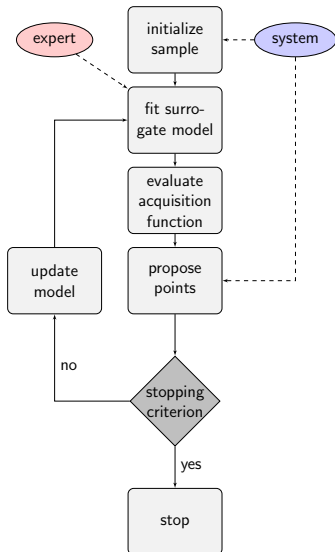 initialize
sample
expert
system
fit surro-
gate model
evaluate
acquisition
function
update
model
propose
points
no
stopping
criterion
yes
stop